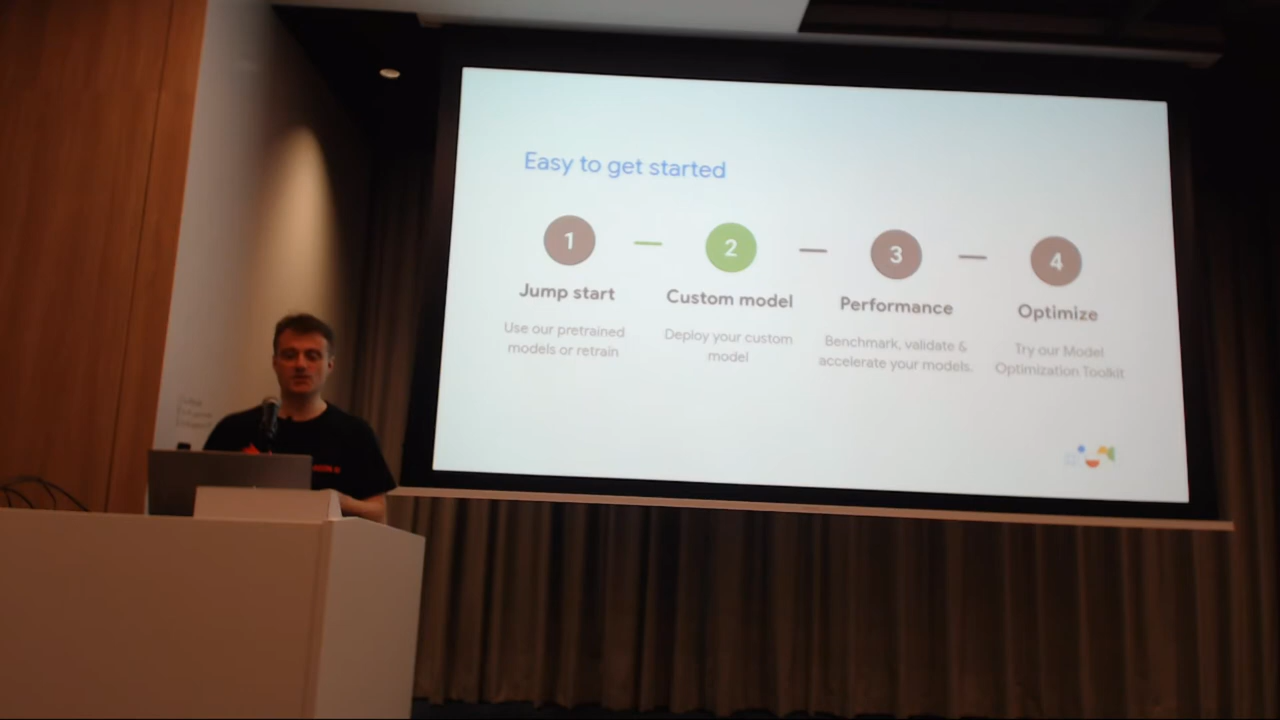 Easy to get started
1
2
3
4
Jump start
Custom model
Performance
Optimize
Use our pretrained
models or retrain
Deploy your custom
model
Benchmark, validate &
accelerate your models.
Try our Model
Optimization Toolkit